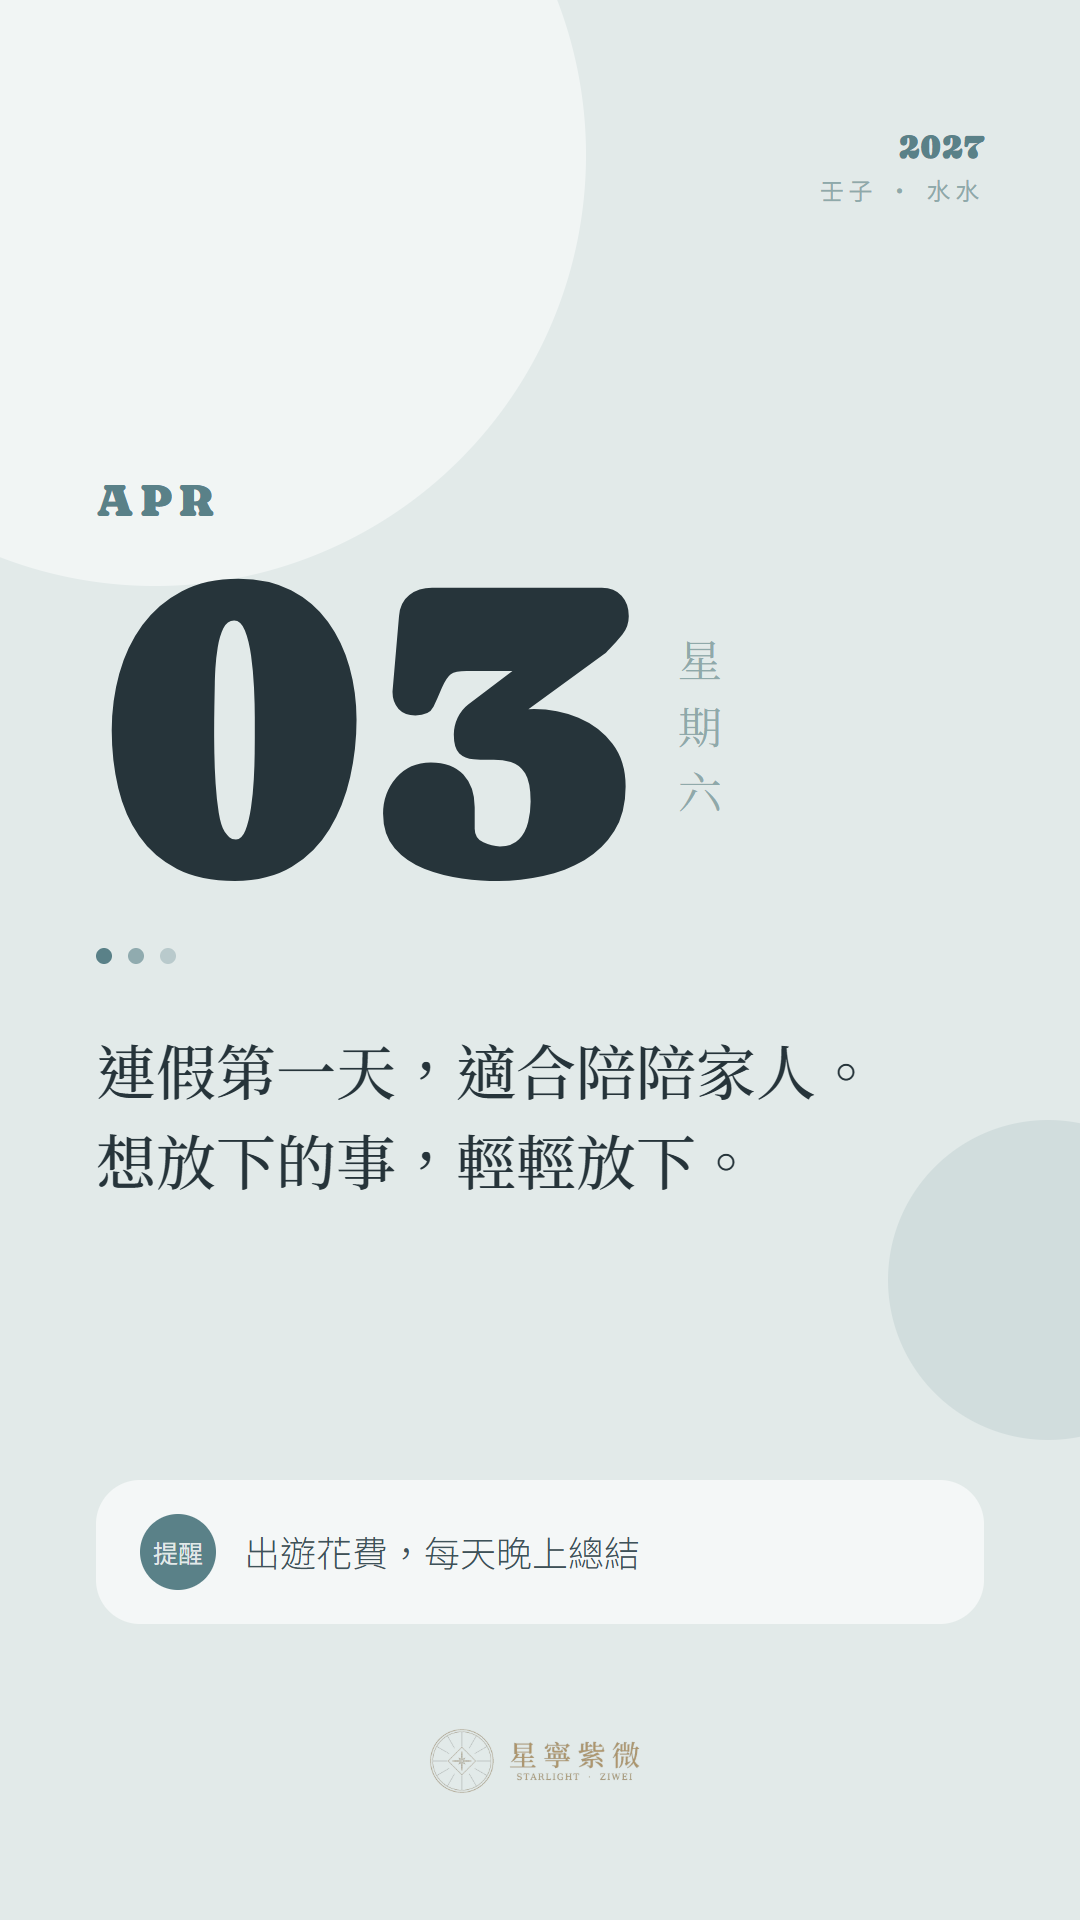 2027
壬子 · 水水
APR
03
星期六
連假第一天，適合陪陪家人。
想放下的事，輕輕放下。
提醒
出遊花費，每天晚上總結
星寧紫微
STARLIGHT · ZIWEI